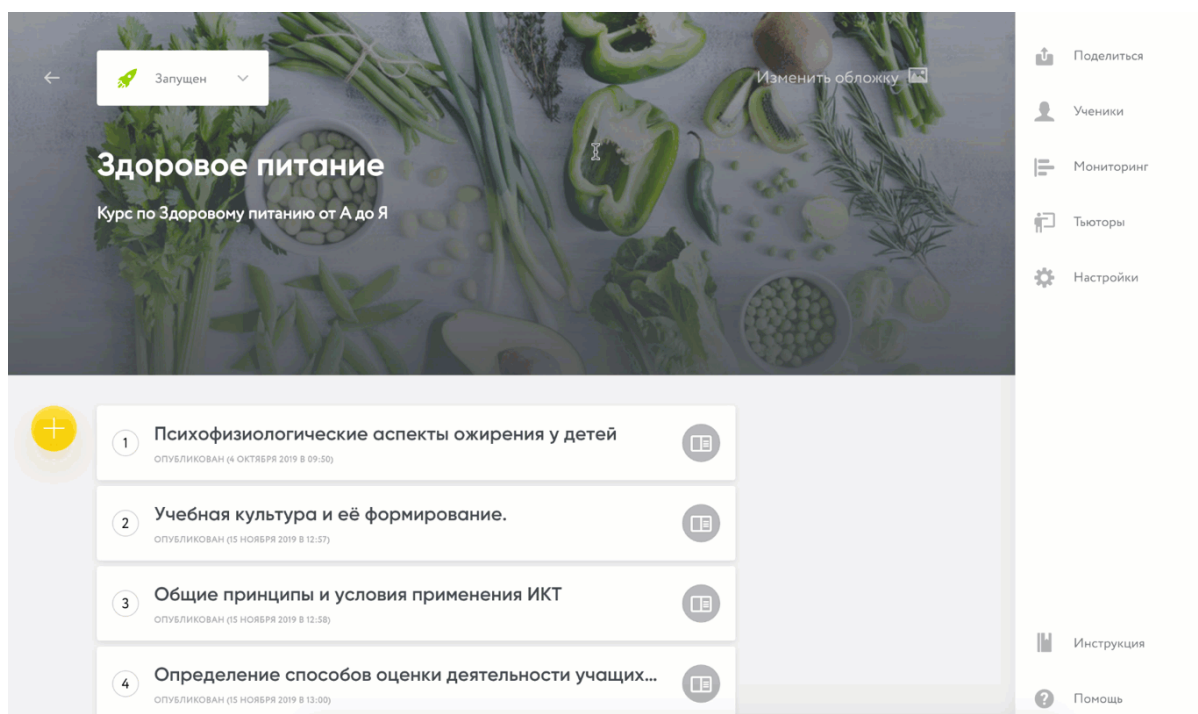 Запущен
Изменить обложку
Здоровое питание
Курс по Здоровому питанию от А до Я
1
Психофизиологические аспекты ожирения у детей
ОПУБЛИКОВАН (4 ОКТЯБРЯ 2019 В 09:50)
2
Учебная культура и её формирование.
ОПУБЛИКОВАН (15 НОЯБРЯ 2019 В 12:57)
3
Общие принципы и условия применения ИКТ
ОПУБЛИКОВАН (15 НОЯБРЯ 2019 В 12:58)
4
Определение способов оценки деятельности учащих...
ОПУБЛИКОВАН (15 НОЯБРЯ 2019 В 13:00)
Поделиться
Ученики
Мониторинг
Тьюторы
Настройки
Инструкция
Помощь